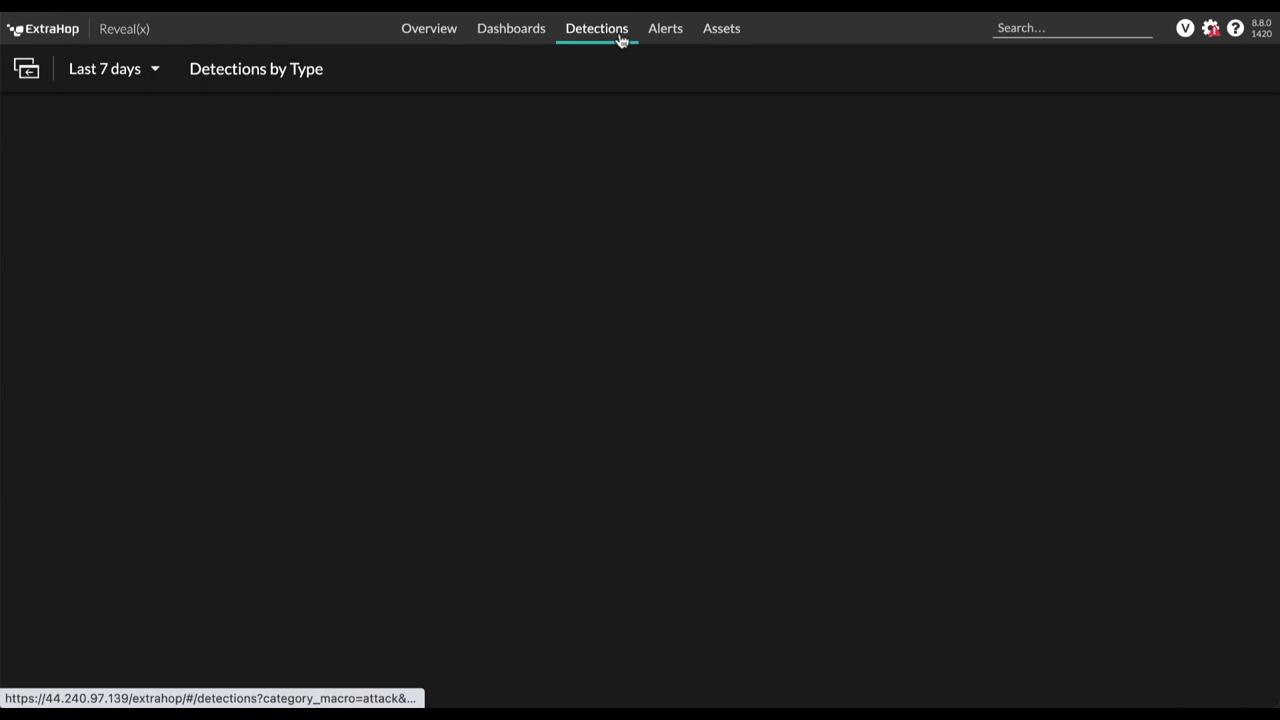 ExtraHop Reveal(x) Overview Dashboards Detections Alerts Assets Search... V ? 8.8.0
1420
Last 7 days Detections by Type
https://44.240.97.139/extrahop/#/detections?category_macro=attack&...